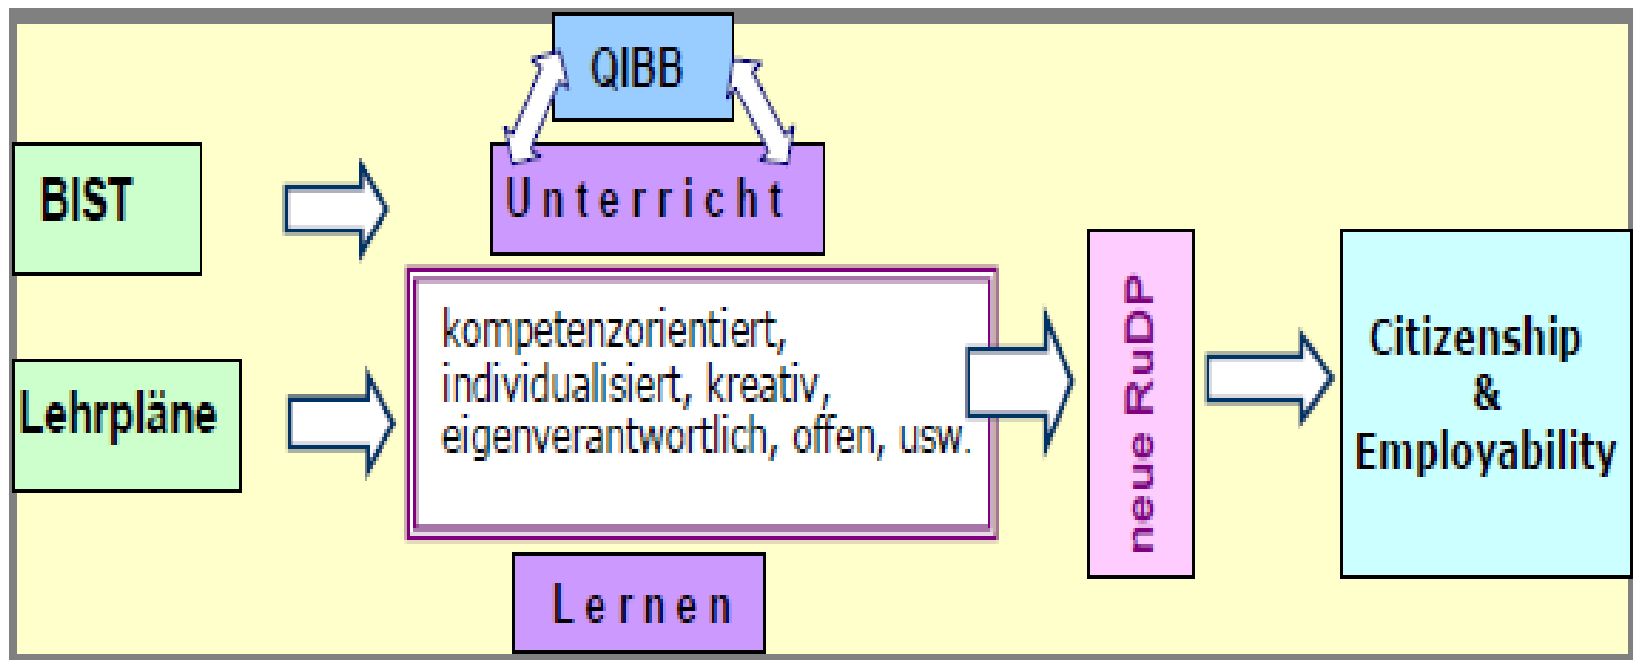 QIBB
BIST
Unterricht
Lehrpläne
kompetenzorientiert,
individualisiert, kreativ,
eigenverantwortlich, offen, usw.
Lernen
neue RuDP
Citizenship
&
Employability